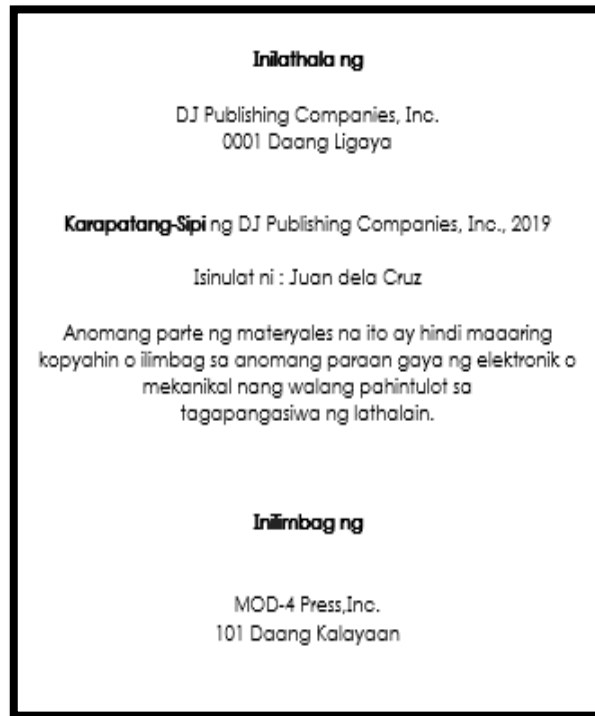 Inilathala ng
DJ Publishing Companies, Inc.
0001 Daang Ligaya
Karapatang-Sipi ng DJ Publishing Companies, Inc., 2019
Isinulat ni : Juan dela Cruz
Anomang parte ng materyales na ito ay hindi maaaring
kopyahin o ilimbag sa anomang paraan gaya ng elektronik o
mekanikal nang walang pahintulot sa
tagapangasiwa ng lathalain.
Inilimbag ng
MOD-4 Press,Inc.
101 Daang Kalayaan